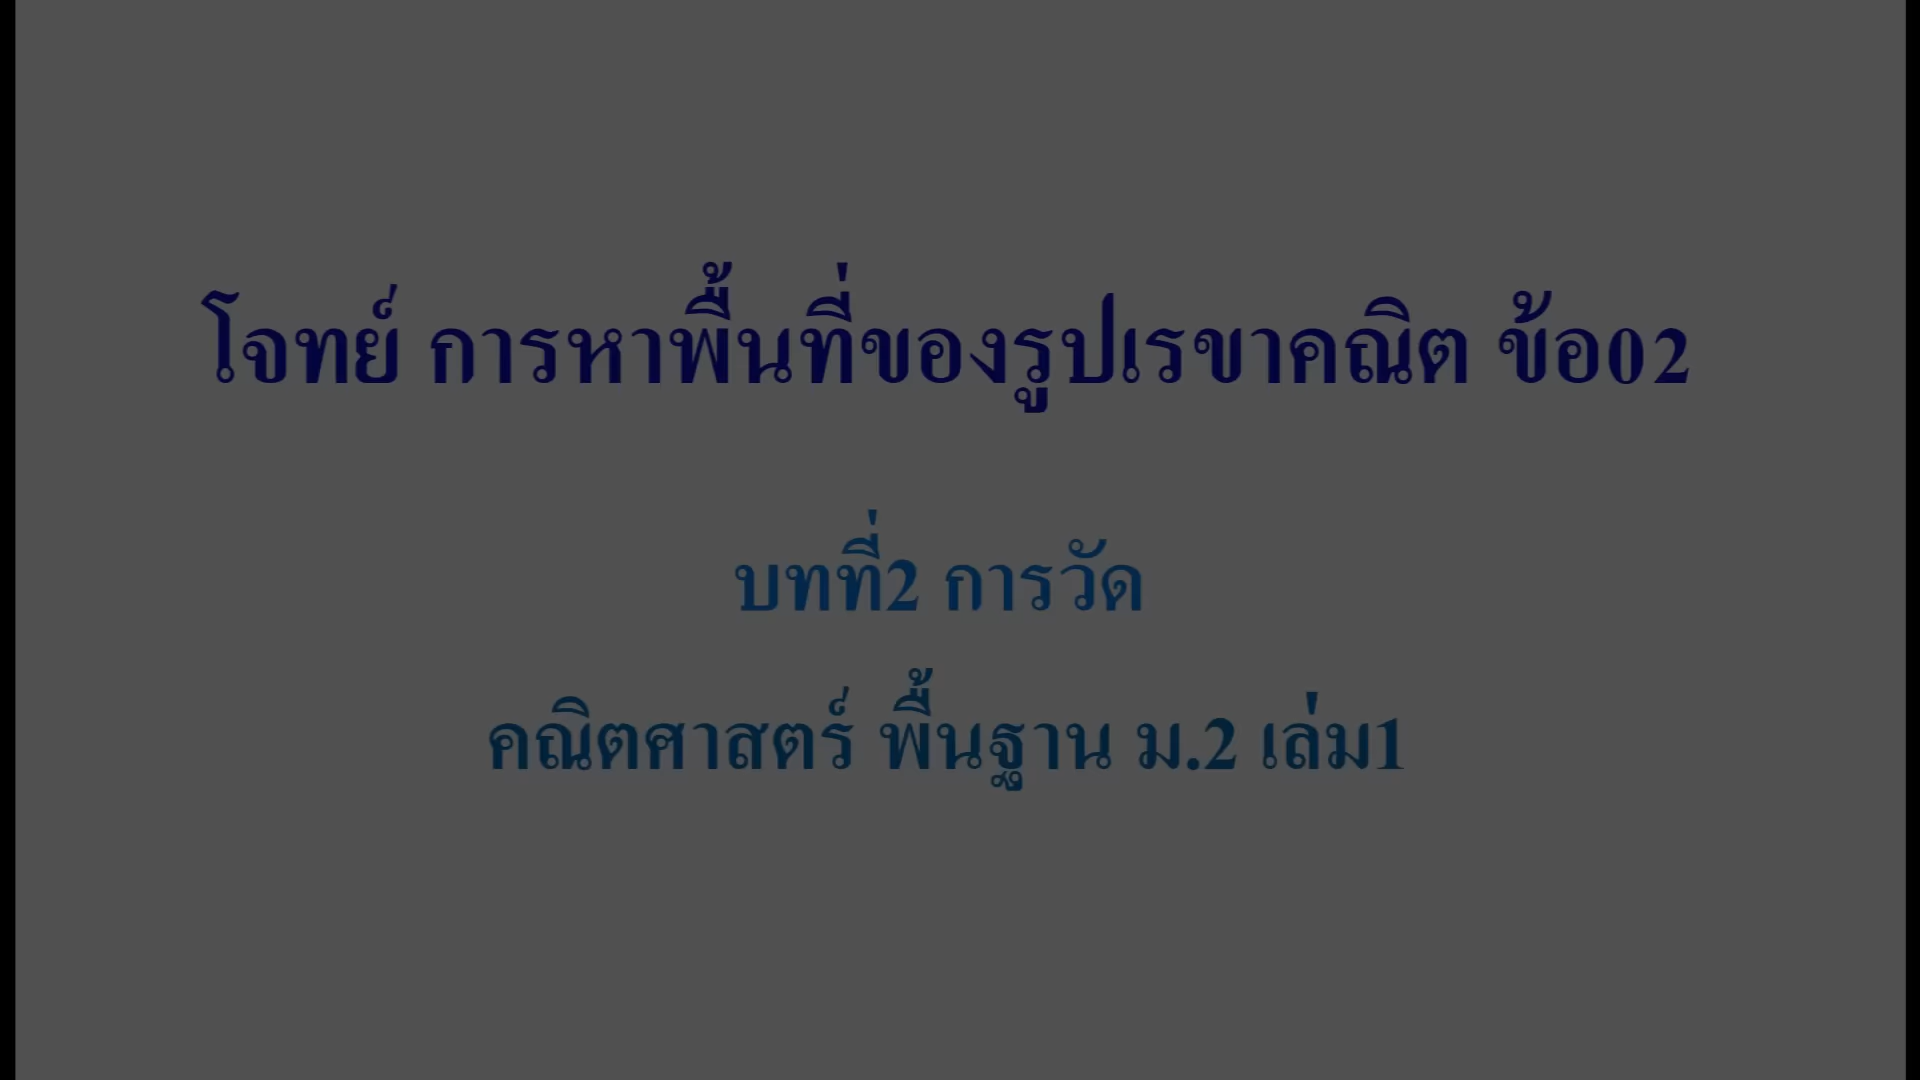 โจทย์ การหาพื้นที่ของรูปเรขาคณิต ข้อ02
บทที่2 การวัด
คณิตศาสตร์ พื้นฐาน ม.2 เล่ม1